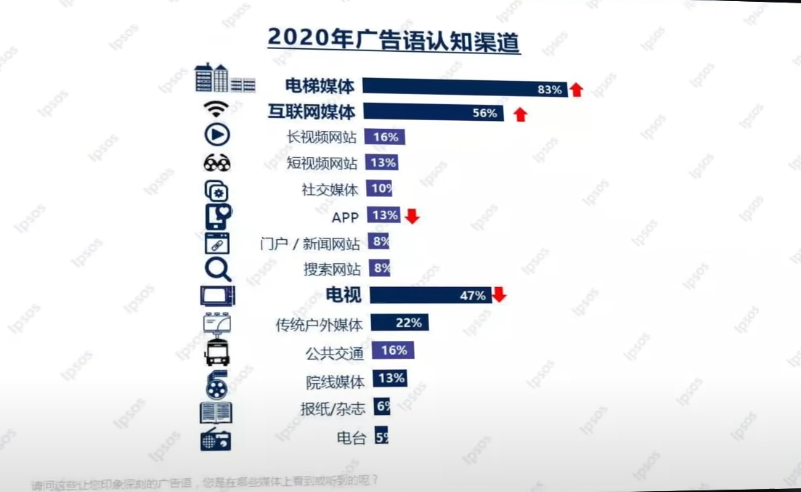 2020年广告语认知渠道
电梯媒体 83%
互联网媒体 56%
长视频网站 16%
短视频网站 13%
社交媒体 10%
APP 13%
门户 / 新闻网站 8%
搜索网站 8%
电视 47%
传统户外媒体 22%
公共交通 16%
院线媒体 13%
报纸/杂志 6%
电台 5%
请问这些让您印象深刻的广告语，您是在哪些媒体上看到或听到的呢？
Ipsos